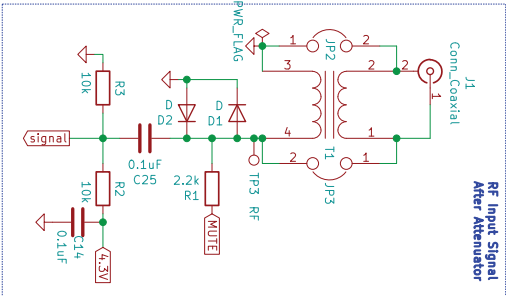 PWR_FLAG
1
JP2
2
3
2
2
J1
Conn_Coaxial
1
R3
10k
D
D2
D
D1
signal
0.1uF
C25
4
1
T1
2
1
JP3
2.2k
R1
TP3
RF
R2
10k
MUTE
C14
0.1uF
4.3V
RF Input Signal
After Attenuator